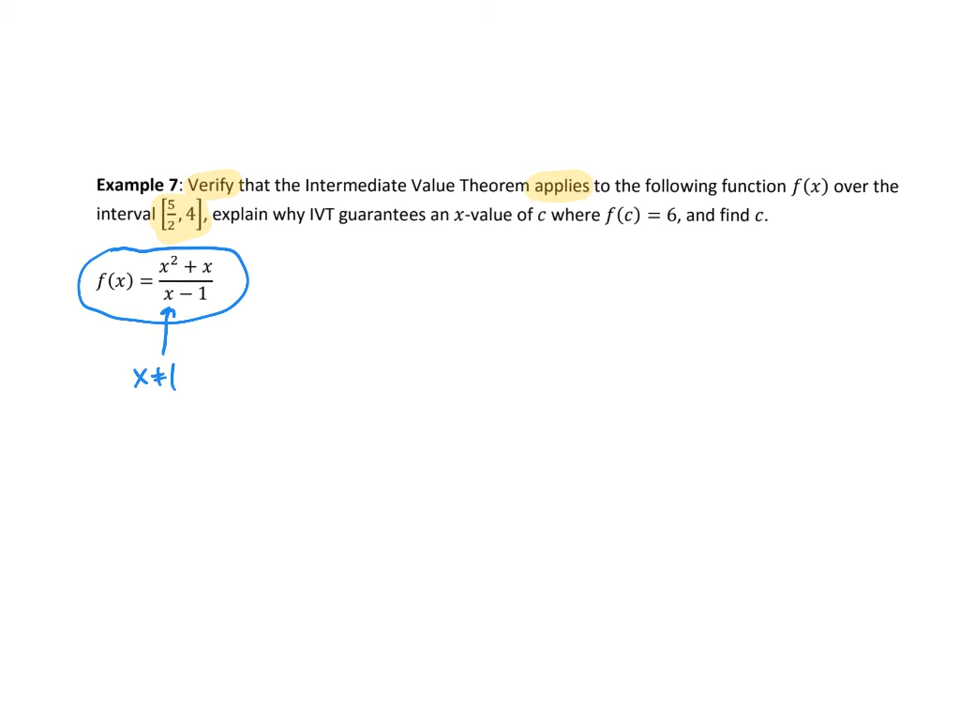 Example 7: Verify that the Intermediate Value Theorem applies to the following function f(x) over the
interval [5/2, 4], explain why IVT guarantees an x-value of c where f(c) = 6, and find c.
f(x) = (x² + x)/(x − 1)
x≠1